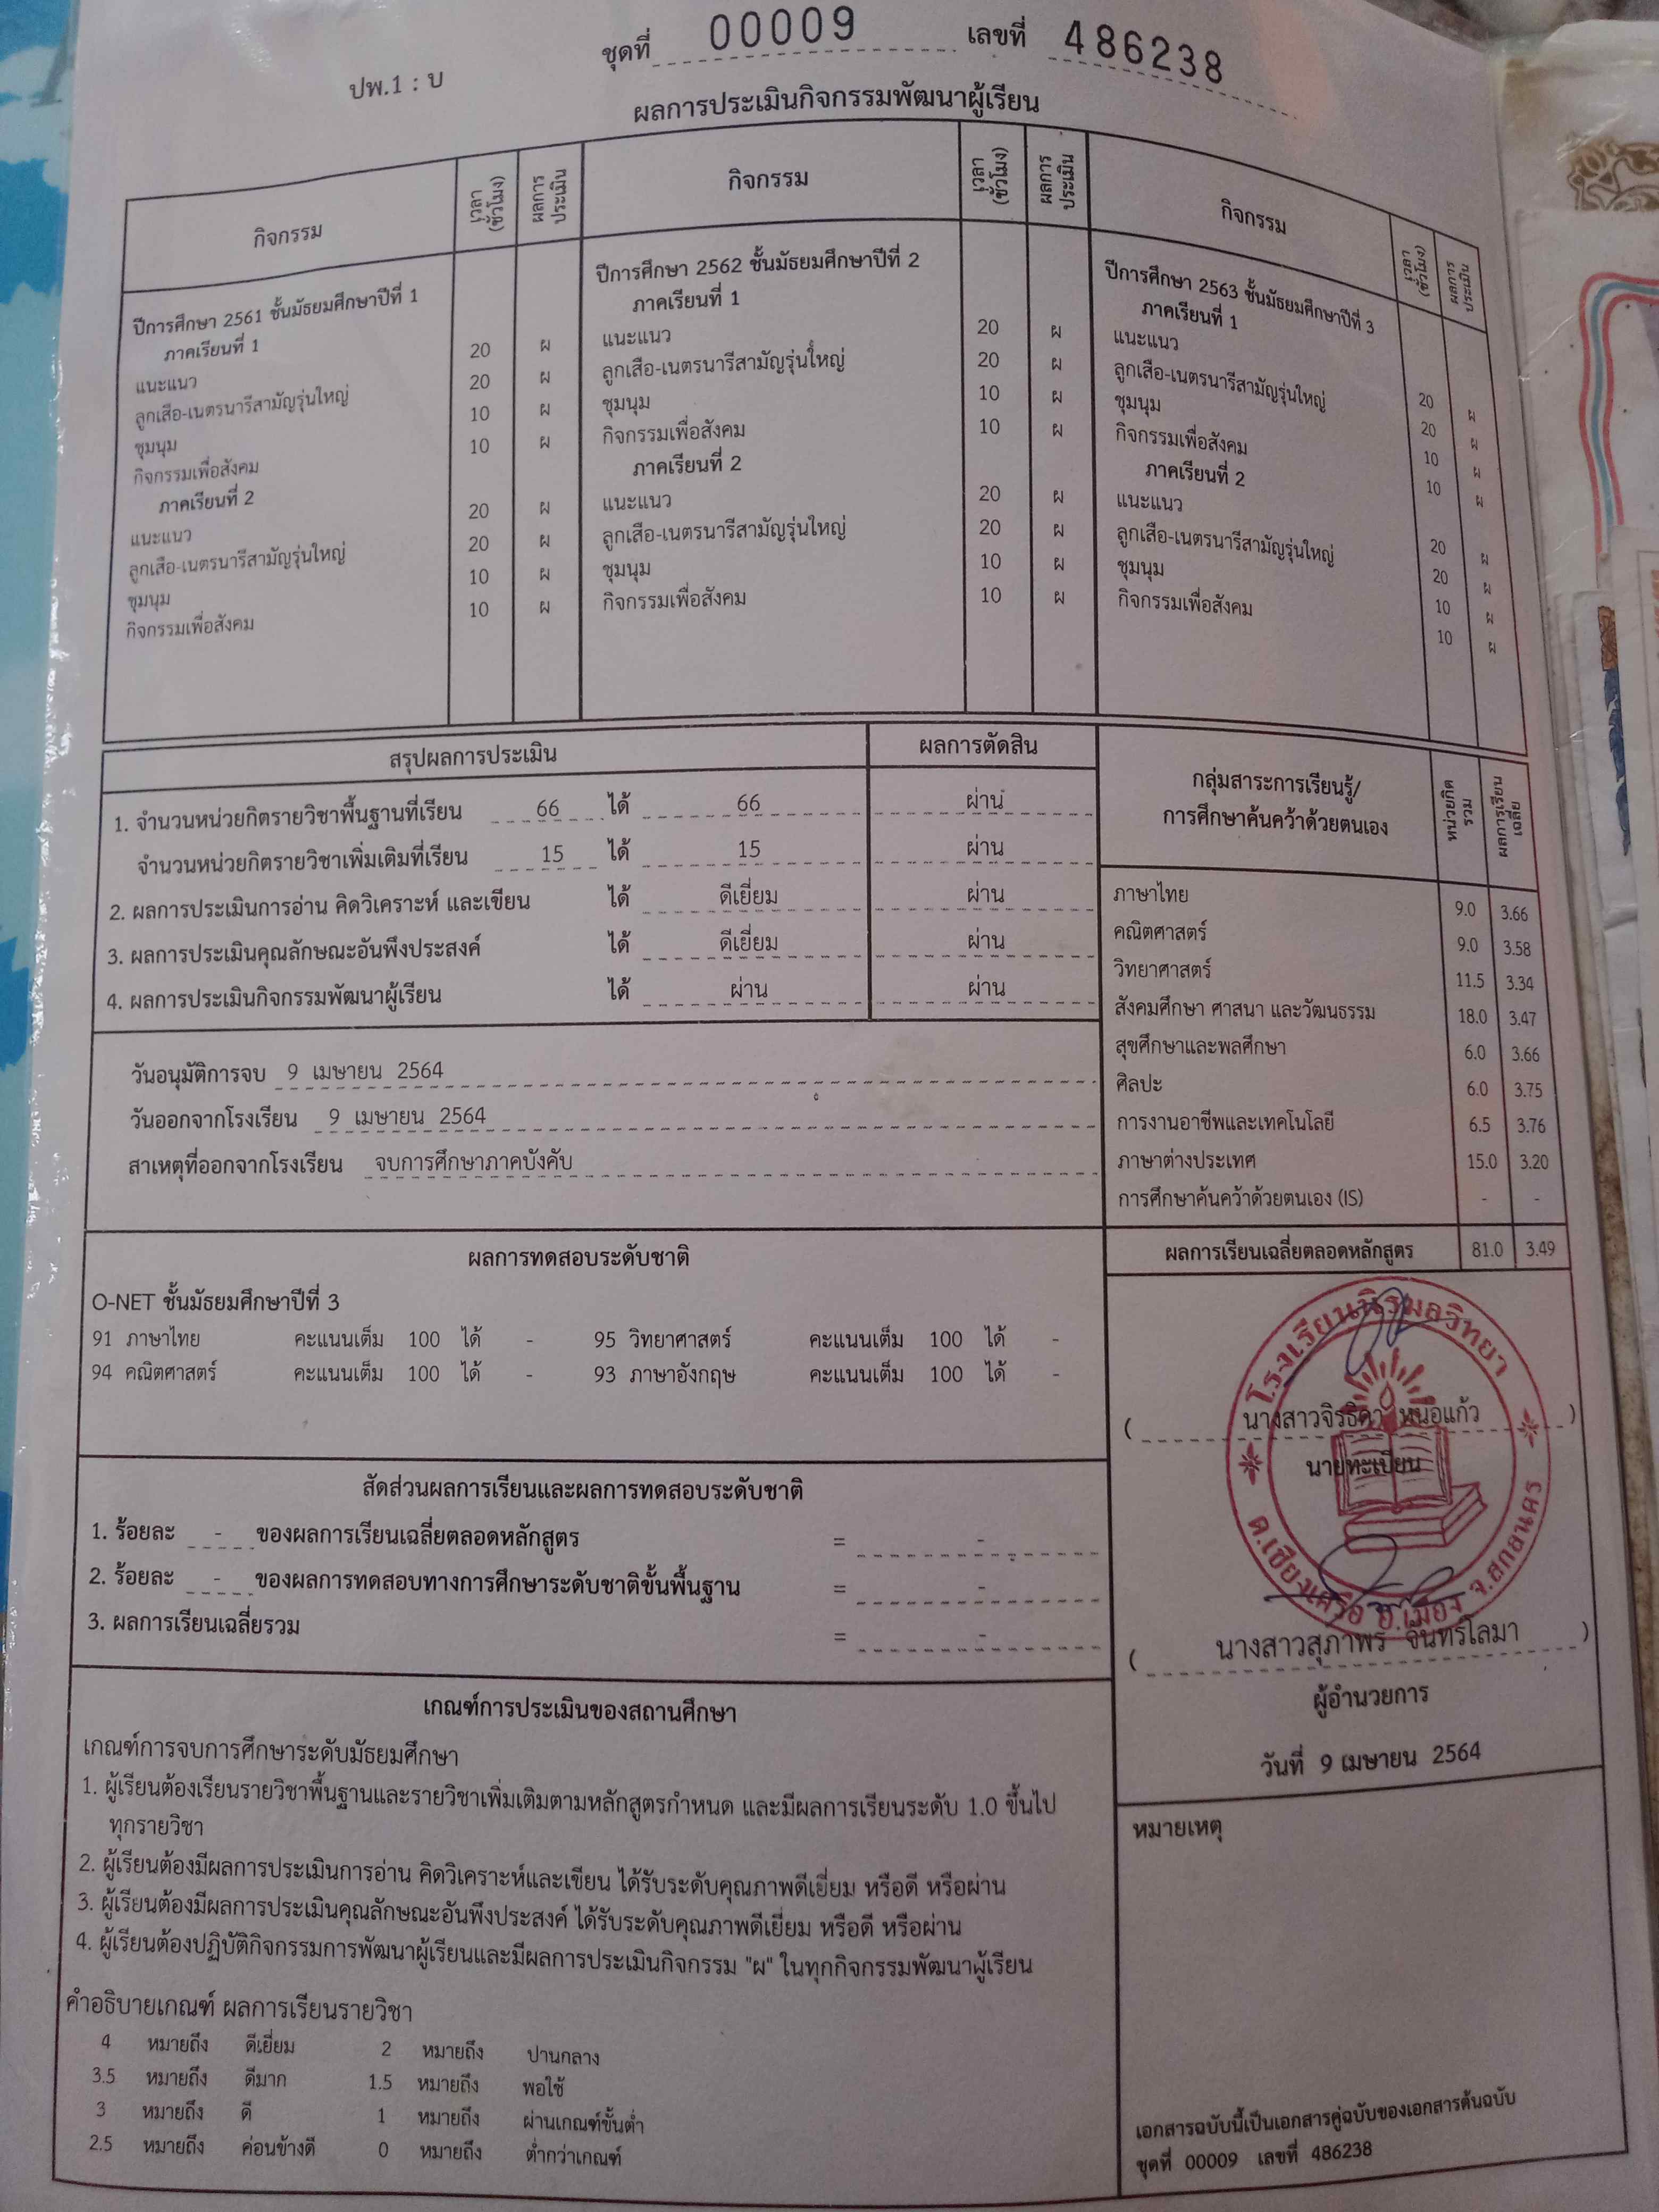 ชุดที่ 00009 เลขที่ 486238
ปพ.1 : บ
ผลการประเมินกิจกรรมพัฒนาผู้เรียน
กิจกรรม เวลา (ชั่วโมง) ผลการประเมิน กิจกรรม เวลา (ชั่วโมง) ผลการประเมิน กิจกรรม เวลา (ชั่วโมง) ผลการประเมิน
ปีการศึกษา 2561 ชั้นมัธยมศึกษาปีที่ 1
ภาคเรียนที่ 1
แนะแนว 20 ผ
ลูกเสือ-เนตรนารีสามัญรุ่นใหญ่ 20 ผ
ชุมนุม 10 ผ
กิจกรรมเพื่อสังคม 10 ผ
ภาคเรียนที่ 2
แนะแนว 20 ผ
ลูกเสือ-เนตรนารีสามัญรุ่นใหญ่ 20 ผ
ชุมนุม 10 ผ
กิจกรรมเพื่อสังคม 10 ผ
ปีการศึกษา 2562 ชั้นมัธยมศึกษาปีที่ 2
ภาคเรียนที่ 1
แนะแนว 20 ผ
ลูกเสือ-เนตรนารีสามัญรุ่นใหญ่ 20 ผ
ชุมนุม 10 ผ
กิจกรรมเพื่อสังคม 10 ผ
ภาคเรียนที่ 2
แนะแนว 20 ผ
ลูกเสือ-เนตรนารีสามัญรุ่นใหญ่ 20 ผ
ชุมนุม 10 ผ
กิจกรรมเพื่อสังคม 10 ผ
ปีการศึกษา 2563 ชั้นมัธยมศึกษาปีที่ 3
ภาคเรียนที่ 1
แนะแนว 20 ผ
ลูกเสือ-เนตรนารีสามัญรุ่นใหญ่ 20 ผ
ชุมนุม 10 ผ
กิจกรรมเพื่อสังคม 10 ผ
ภาคเรียนที่ 2
แนะแนว 20 ผ
ลูกเสือ-เนตรนารีสามัญรุ่นใหญ่ 20 ผ
ชุมนุม 10 ผ
กิจกรรมเพื่อสังคม 10 ผ
สรุปผลการประเมิน ผลการตัดสิน
1. จำนวนหน่วยกิตรายวิชาพื้นฐานที่เรียน 66 ได้ 66 ผ่าน
จำนวนหน่วยกิตรายวิชาเพิ่มเติมที่เรียน 15 ได้ 15 ผ่าน
2. ผลการประเมินการอ่าน คิดวิเคราะห์ และเขียน ได้ ดีเยี่ยม ผ่าน
3. ผลการประเมินคุณลักษณะอันพึงประสงค์ ได้ ดีเยี่ยม ผ่าน
4. ผลการประเมินกิจกรรมพัฒนาผู้เรียน ได้ ผ่าน ผ่าน
วันอนุมัติการจบ 9 เมษายน 2564
วันออกจากโรงเรียน 9 เมษายน 2564
สาเหตุที่ออกจากโรงเรียน จบการศึกษาภาคบังคับ
กลุ่มสาระการเรียนรู้/ การศึกษาค้นคว้าด้วยตนเอง หน่วยกิตรวม ผลการเรียนเฉลี่ย
ภาษาไทย 9.0 3.66
คณิตศาสตร์ 9.0 3.58
วิทยาศาสตร์ 11.5 3.34
สังคมศึกษา ศาสนา และวัฒนธรรม 18.0 3.47
สุขศึกษาและพลศึกษา 6.0 3.66
ศิลปะ 6.0 3.75
การงานอาชีพและเทคโนโลยี 6.5 3.76
ภาษาต่างประเทศ 15.0 3.20
การศึกษาค้นคว้าด้วยตนเอง (IS) - -
ผลการเรียนเฉลี่ยตลอดหลักสูตร 81.0 3.49
ผลการทดสอบระดับชาติ
O-NET ชั้นมัธยมศึกษาปีที่ 3
91 ภาษาไทย คะแนนเต็ม 100 ได้ - 95 วิทยาศาสตร์ คะแนนเต็ม 100 ได้ -
94 คณิตศาสตร์ คะแนนเต็ม 100 ได้ - 93 ภาษาอังกฤษ คะแนนเต็ม 100 ได้ -
สัดส่วนผลการเรียนและผลการทดสอบระดับชาติ
1. ร้อยละ - ของผลการเรียนเฉลี่ยตลอดหลักสูตร = -
2. ร้อยละ - ของผลการทดสอบทางการศึกษาระดับชาติขั้นพื้นฐาน = -
3. ผลการเรียนเฉลี่ยรวม = -
โรงเรียนนิรมลวิทยา
ต.เชียงเครือ อ.เมือง จ.สกลนคร
(นางสาวจิรธิดา หน่อแก้ว)
นายทะเบียน
(นางสาวสุภาพร จันทร์โลมา)
ผู้อำนวยการ
วันที่ 9 เมษายน 2564
เกณฑ์การประเมินของสถานศึกษา
เกณฑ์การจบการศึกษาระดับมัธยมศึกษา
1. ผู้เรียนต้องเรียนรายวิชาพื้นฐานและรายวิชาเพิ่มเติมตามหลักสูตรกำหนด และมีผลการเรียนระดับ 1.0 ขึ้นไป
ทุกรายวิชา
2. ผู้เรียนต้องมีผลการประเมินการอ่าน คิดวิเคราะห์และเขียน ได้รับระดับคุณภาพดีเยี่ยม หรือดี หรือผ่าน
3. ผู้เรียนต้องมีผลการประเมินคุณลักษณะอันพึงประสงค์ ได้รับระดับคุณภาพดีเยี่ยม หรือดี หรือผ่าน
4. ผู้เรียนต้องปฏิบัติกิจกรรมการพัฒนาผู้เรียนและมีผลการประเมินกิจกรรม "ผ" ในทุกกิจกรรมพัฒนาผู้เรียน
คำอธิบายเกณฑ์ ผลการเรียนรายวิชา
4 หมายถึง ดีเยี่ยม 2 หมายถึง ปานกลาง
3.5 หมายถึง ดีมาก 1.5 หมายถึง พอใช้
3 หมายถึง ดี 1 หมายถึง ผ่านเกณฑ์ขั้นต่ำ
2.5 หมายถึง ค่อนข้างดี 0 หมายถึง ต่ำกว่าเกณฑ์
หมายเหตุ
เอกสารฉบับนี้เป็นเอกสารคู่ฉบับของเอกสารต้นฉบับ
ชุดที่ 00009 เลขที่ 486238